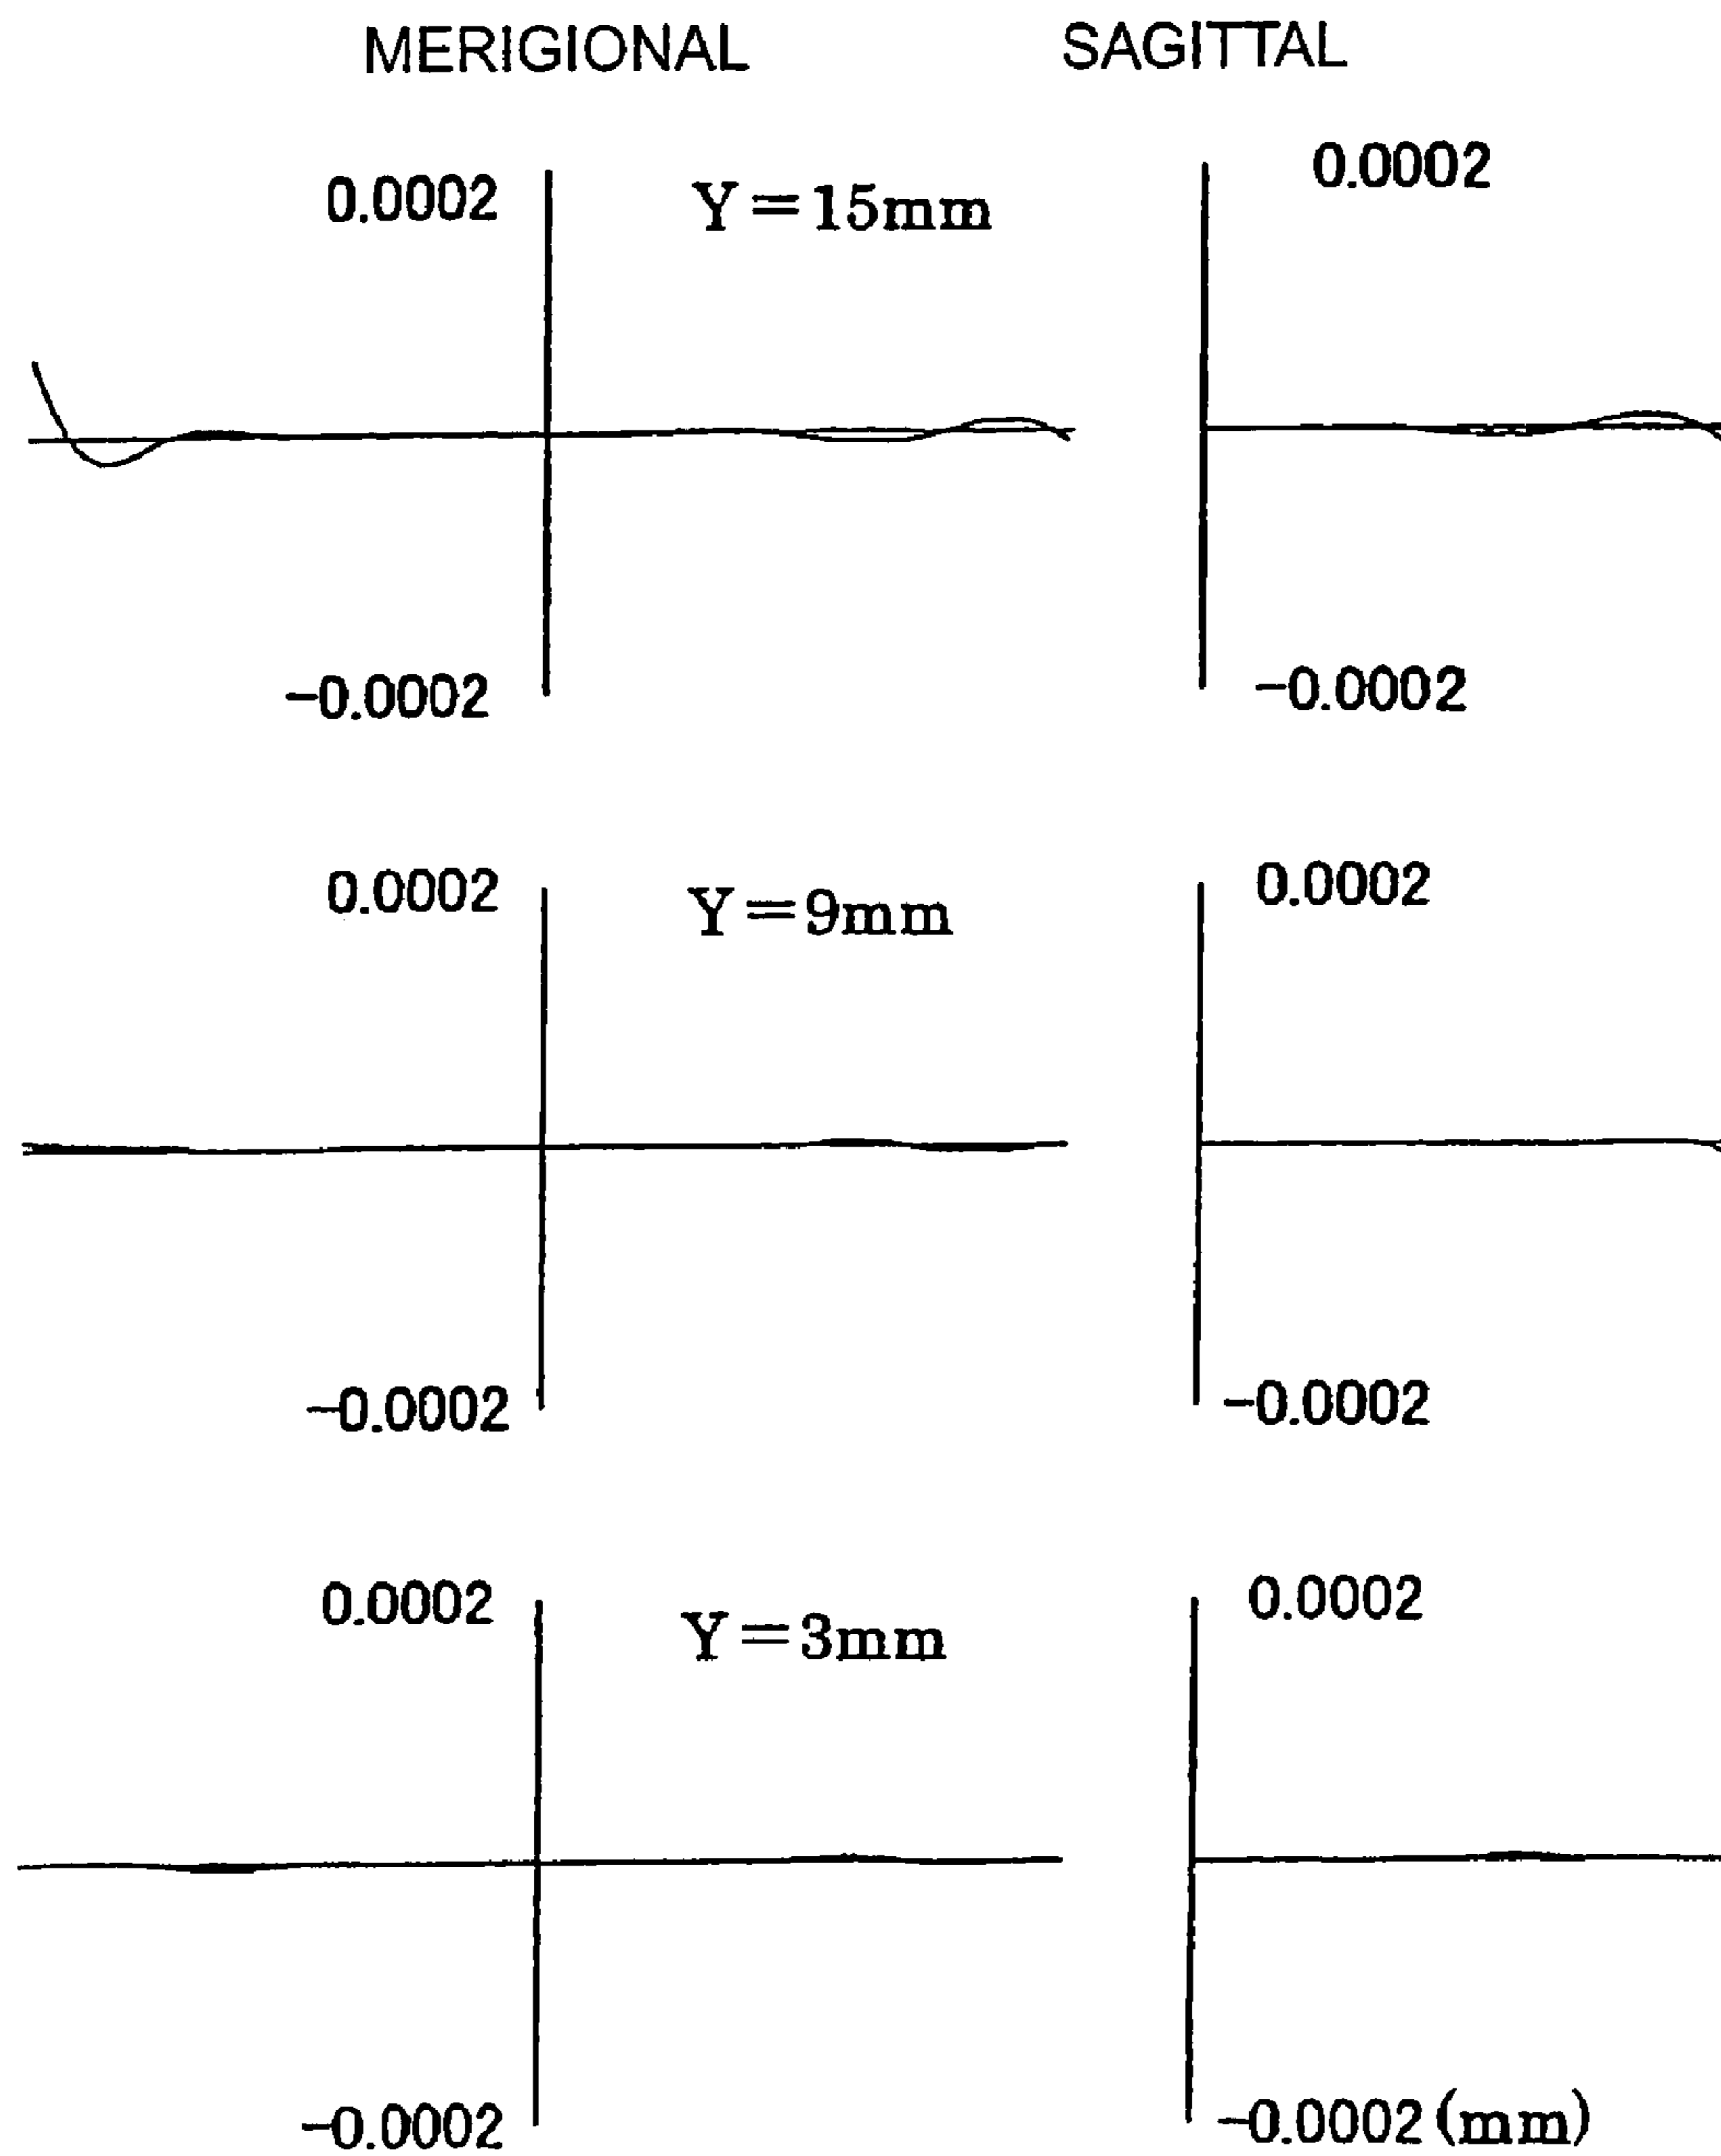 MERIGIONAL SAGITTAL
0.0002 Y=15mm 0.0002
-0.0002 -0.0002
0.0002 Y=9mm 0.0002
-0.0002 -0.0002
0.0002 Y=3mm 0.0002
-0.0002 -0.0002 (mm)